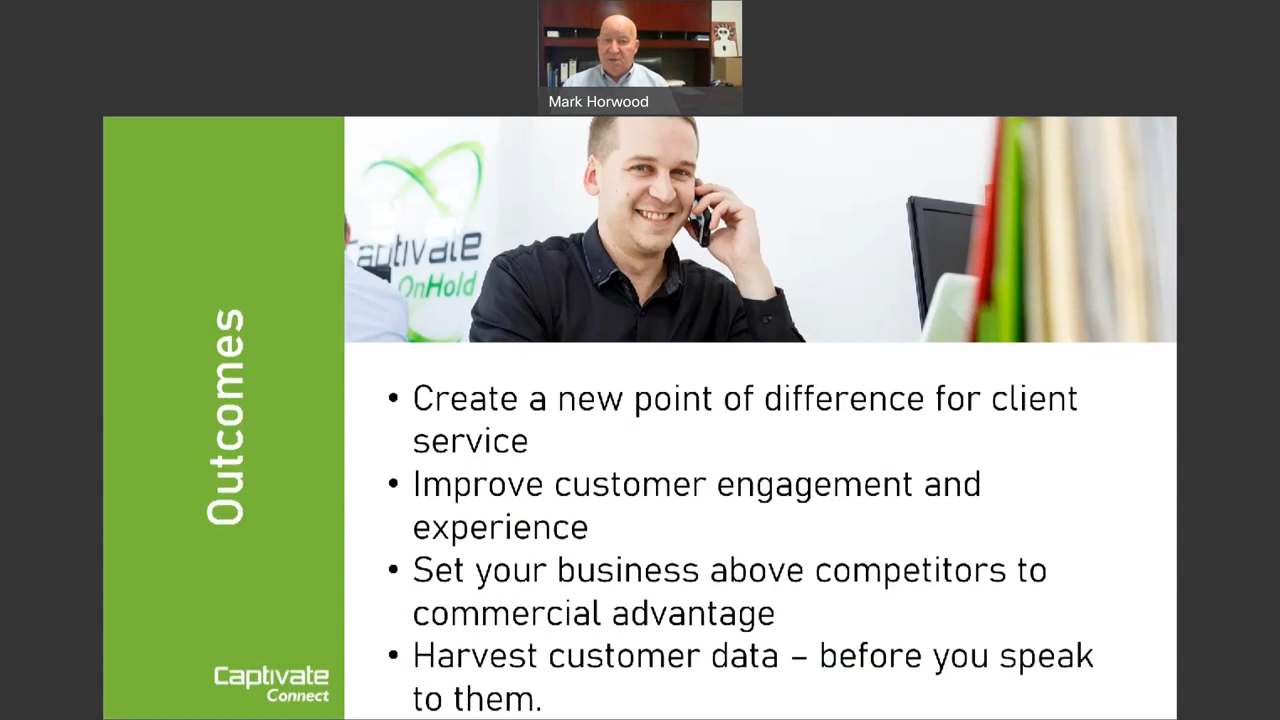 Mark Horwood
Captivate
OnHold
Outcomes
• Create a new point of difference for client
service
• Improve customer engagement and
experience
• Set your business above competitors to
commercial advantage
• Harvest customer data – before you speak
to them.
Captivate
Connect